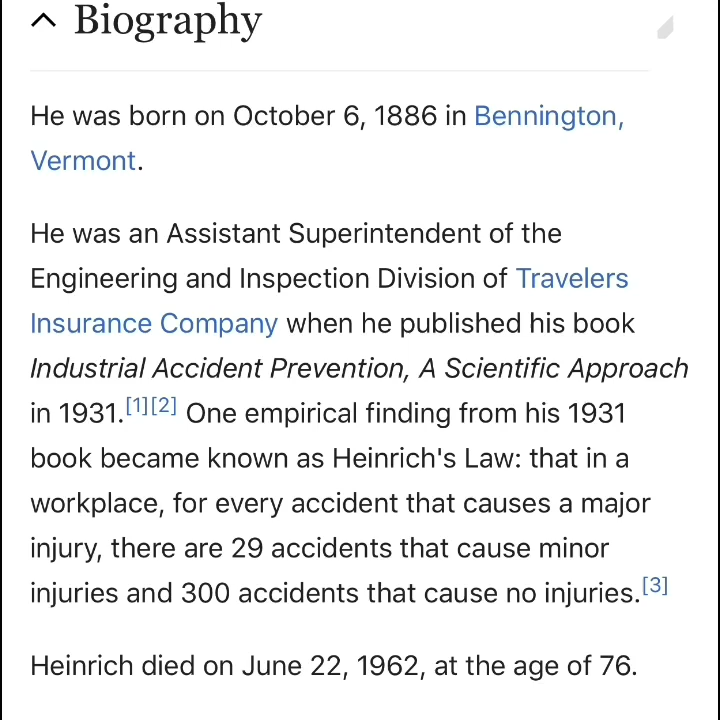 Biography
He was born on October 6, 1886 in Bennington,
Vermont.
He was an Assistant Superintendent of the
Engineering and Inspection Division of Travelers
Insurance Company when he published his book
Industrial Accident Prevention, A Scientific Approach
in 1931.[1][2] One empirical finding from his 1931
book became known as Heinrich's Law: that in a
workplace, for every accident that causes a major
injury, there are 29 accidents that cause minor
injuries and 300 accidents that cause no injuries.[3]
Heinrich died on June 22, 1962, at the age of 76.